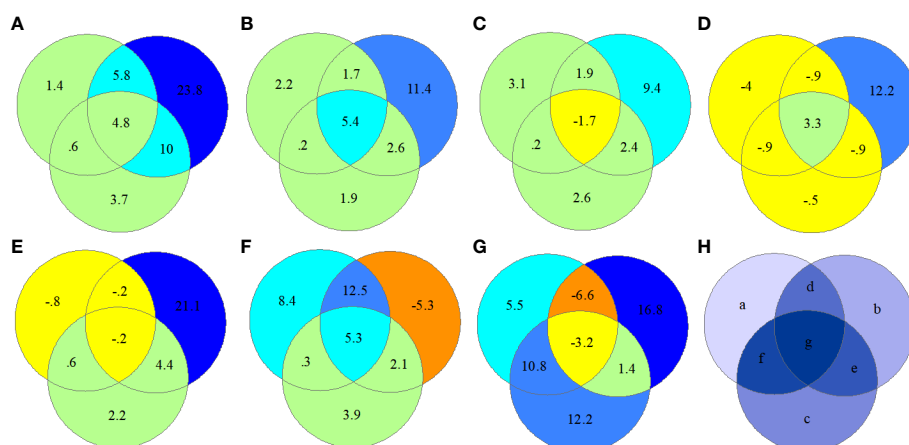 A B C D
1.4 5.8 23.8 2.2 1.7 11.4 3.1 1.9 9.4 -4 -.9 12.2
4.8 5.4 -1.7 3.3
.6 10 .2 2.6 .2 2.4 -.9 -.9
3.7 1.9 2.6 -.5
E F G H
-.8 -.2 21.1 8.4 12.5 -5.3 5.5 -6.6 16.8 a d b
-.2 5.3 -3.2 g
.6 4.4 .3 2.1 10.8 1.4 f e
2.2 3.9 12.2 c